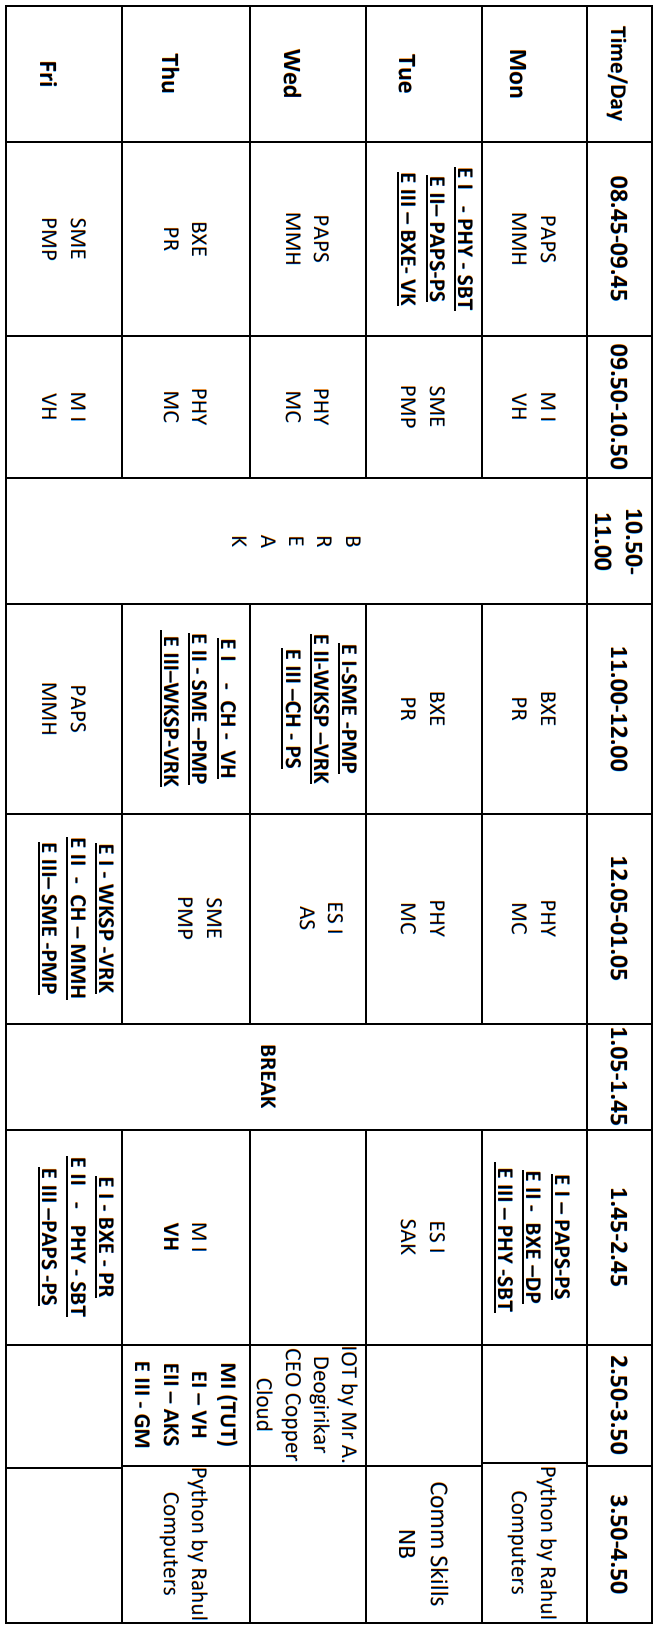 Time/Day
08.45-09.45
09.50-10.50
10.50-
11.00
11.00-12.00
12.05-01.05
1.05-1.45
1.45-2.45
2.50-3.50
3.50-4.50
Mon
PAPS
MMH
M I
VH
B
R
E
A
K
BXE
PR
PHY
MC
BREAK
E I – PAPS-PS
E II - BXE –DP
E III – PHY -SBT
Python by Rahul
Computers
Tue
E I - PHY - SBT
E II– PAPS-PS
E III – BXE- VK
SME
PMP
BXE
PR
PHY
MC
ES I
SAK
Comm Skills
NB
Wed
PAPS
MMH
PHY
MC
E I-SME -PMP
E II-WKSP –VRK
E III –CH - PS
ES I
AS
IOT by Mr A.
Deogirikar
CEO Copper
Cloud
Thu
BXE
PR
PHY
MC
E I - CH - VH
E II - SME –PMP
E III–WKSP-VRK
SME
PMP
M I
VH
MI (TUT)
EI – VH
EII – AKS
E III - GM
Python by Rahul
Computers
Fri
SME
PMP
M I
VH
PAPS
MMH
E I - WKSP -VRK
E II - CH – MMH
E III– SME -PMP
E I - BXE - PR
E II - PHY - SBT
E III –PAPS -PS